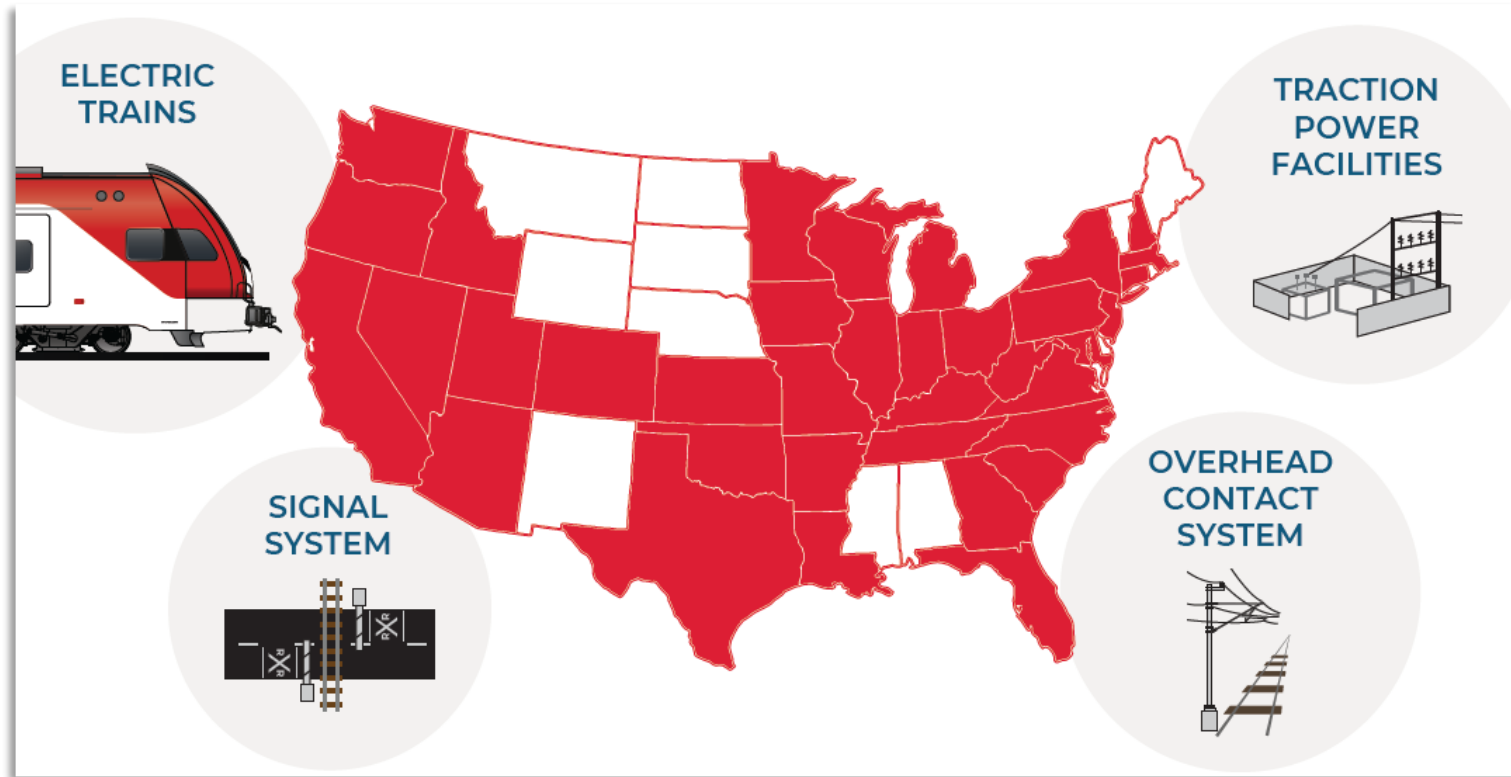 ELECTRIC
TRAINS
TRACTION
POWER
FACILITIES
SIGNAL
SYSTEM
R X R
R X R
OVERHEAD
CONTACT
SYSTEM